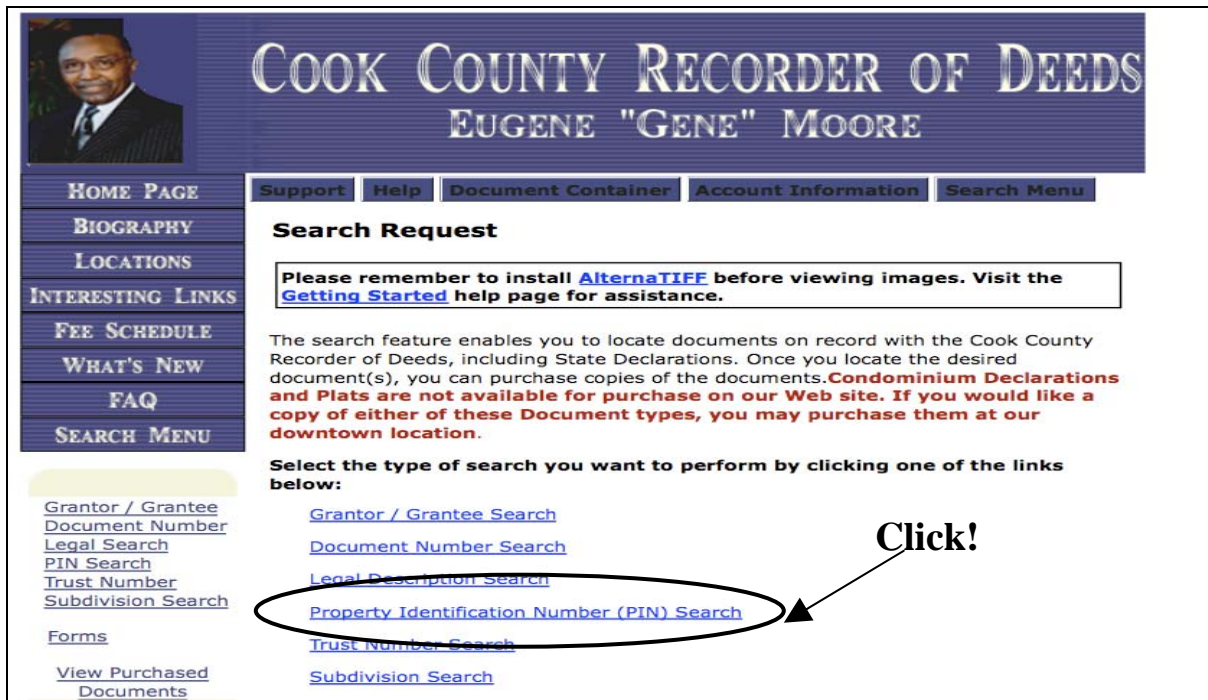 COOK COUNTY RECORDER OF DEEDS
EUGENE "GENE" MOORE
HOME PAGE
BIOGRAPHY
LOCATIONS
INTERESTING LINKS
FEE SCHEDULE
WHAT'S NEW
FAQ
SEARCH MENU
Grantor / Grantee
Document Number
Legal Search
PIN Search
Trust Number
Subdivision Search
Forms
View Purchased
Documents
Support Help Document Container Account Information Search Menu
Search Request
Please remember to install AlternaTIFF before viewing images. Visit the
Getting Started help page for assistance.
The search feature enables you to locate documents on record with the Cook County
Recorder of Deeds, including State Declarations. Once you locate the desired
document(s), you can purchase copies of the documents.Condominium Declarations
and Plats are not available for purchase on our Web site. If you would like a
copy of either of these Document types, you may purchase them at our
downtown location.
Select the type of search you want to perform by clicking one of the links
below:
Grantor / Grantee Search
Document Number Search
Legal Description Search
Property Identification Number (PIN) Search
Trust Number Search
Subdivision Search
Click!